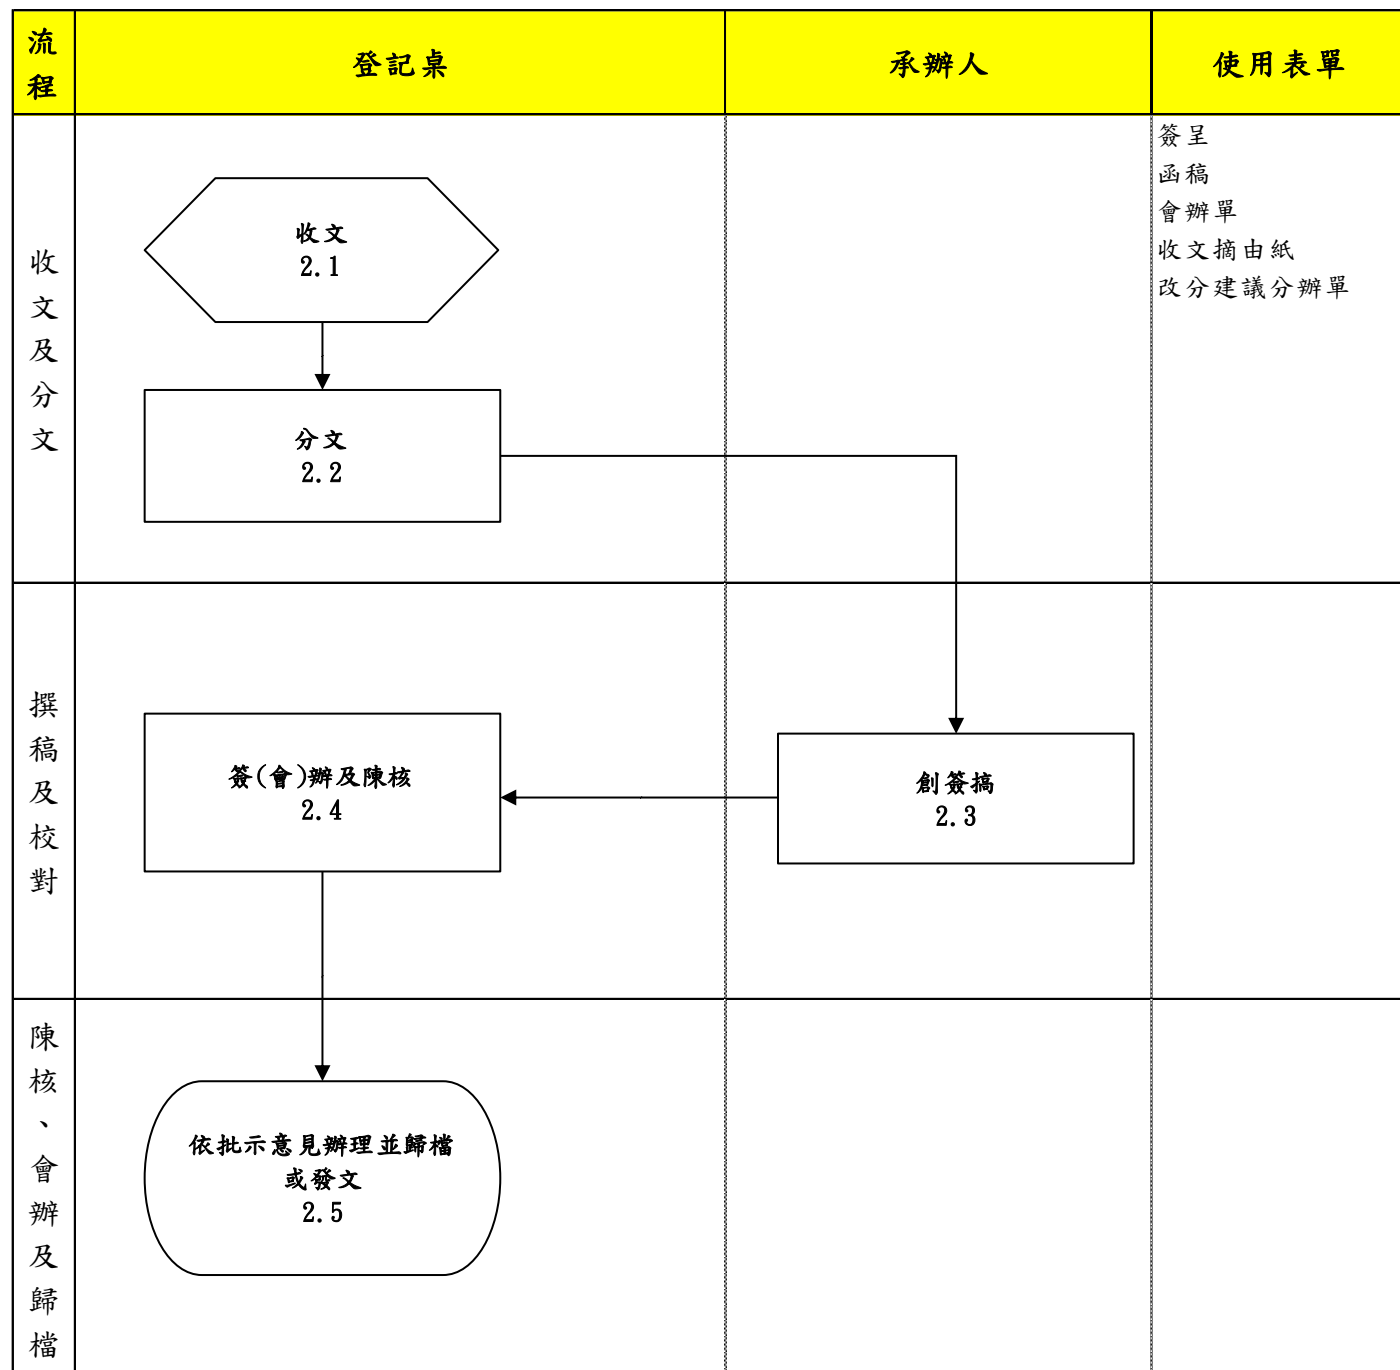 流程
登記桌
承辦人
使用表單
收文及分文
收文
2.1
分文
2.2
簽呈
函稿
會辦單
收文摘由紙
改分建議分辦單
撰稿及校對
簽(會)辦及陳核
2.4
創簽搞
2.3
陳核、會辦及歸檔
依批示意見辦理並歸檔
或發文
2.5